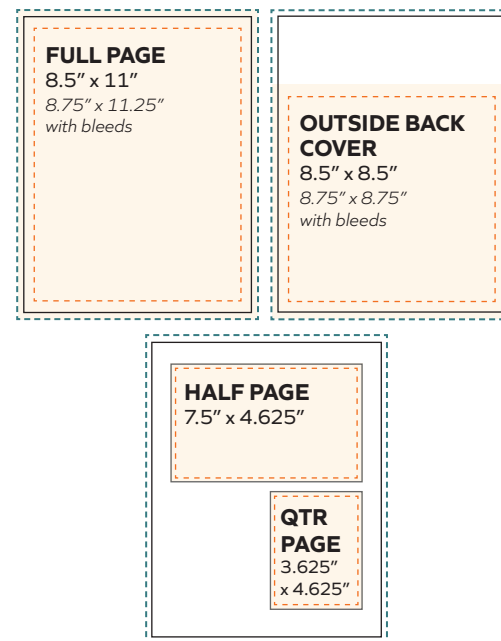 FULL PAGE
8.5” x 11”
8.75” x 11.25”
with bleeds
OUTSIDE BACK
COVER
8.5” x 8.5”
8.75” x 8.75”
with bleeds
HALF PAGE
7.5” x 4.625”
QTR
PAGE
3.625”
x 4.625”